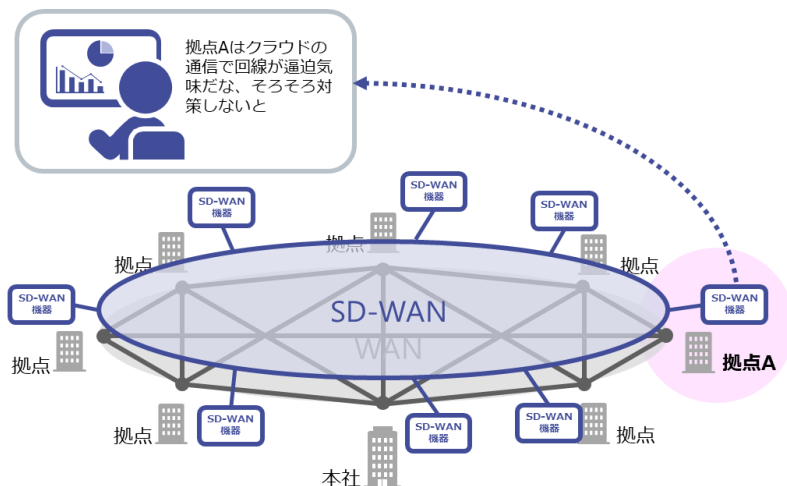 拠点Aはクラウドの
通信で回線が逼迫気
味だな、そろそろ対
策しないと
SD-WAN
機器
SD-WAN
機器
SD-WAN
機器
拠点
拠点
拠点
SD-WAN
機器
SD-WAN
機器
SD-WAN
WAN
拠点
拠点A
SD-WAN
機器
SD-WAN
機器
SD-WAN
機器
拠点
拠点
本社